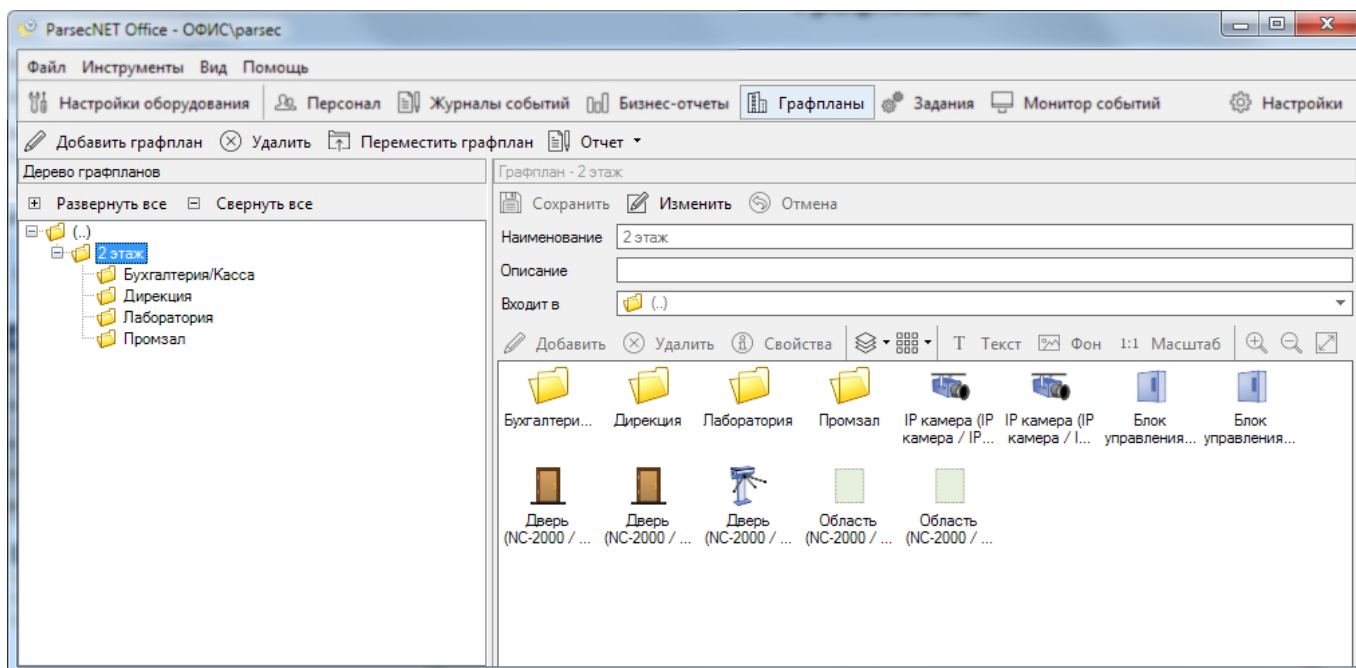 ParsecNET Office - ОФИС\parsec
Файл Инструменты Вид Помощь
Настройки оборудования Персонал Журналы событий Бизнес-отчеты Графпланы Задания Монитор событий Настройки
Добавить графплан Удалить Переместить графплан Отчет
Дерево графпланов
Развернуть все Свернуть все
(..)
2 этаж
Бухгалтерия/Касса
Дирекция
Лаборатория
Промзал
Графплан - 2 этаж
Сохранить Изменить Отмена
Наименование 2 этаж
Описание
Входит в (..)
Добавить Удалить Свойства T Текст Фон 1:1 Масштаб
Бухгалтери... Дирекция Лаборатория Промзал IP камера (IP IP камера (IP Блок Блок
камера / IP... камера / I... управления... управления...
Дверь Дверь Дверь Область Область
(NC-2000 / ... (NC-2000 / ... (NC-2000 / ... (NC-2000 / ... (NC-2000 / ...